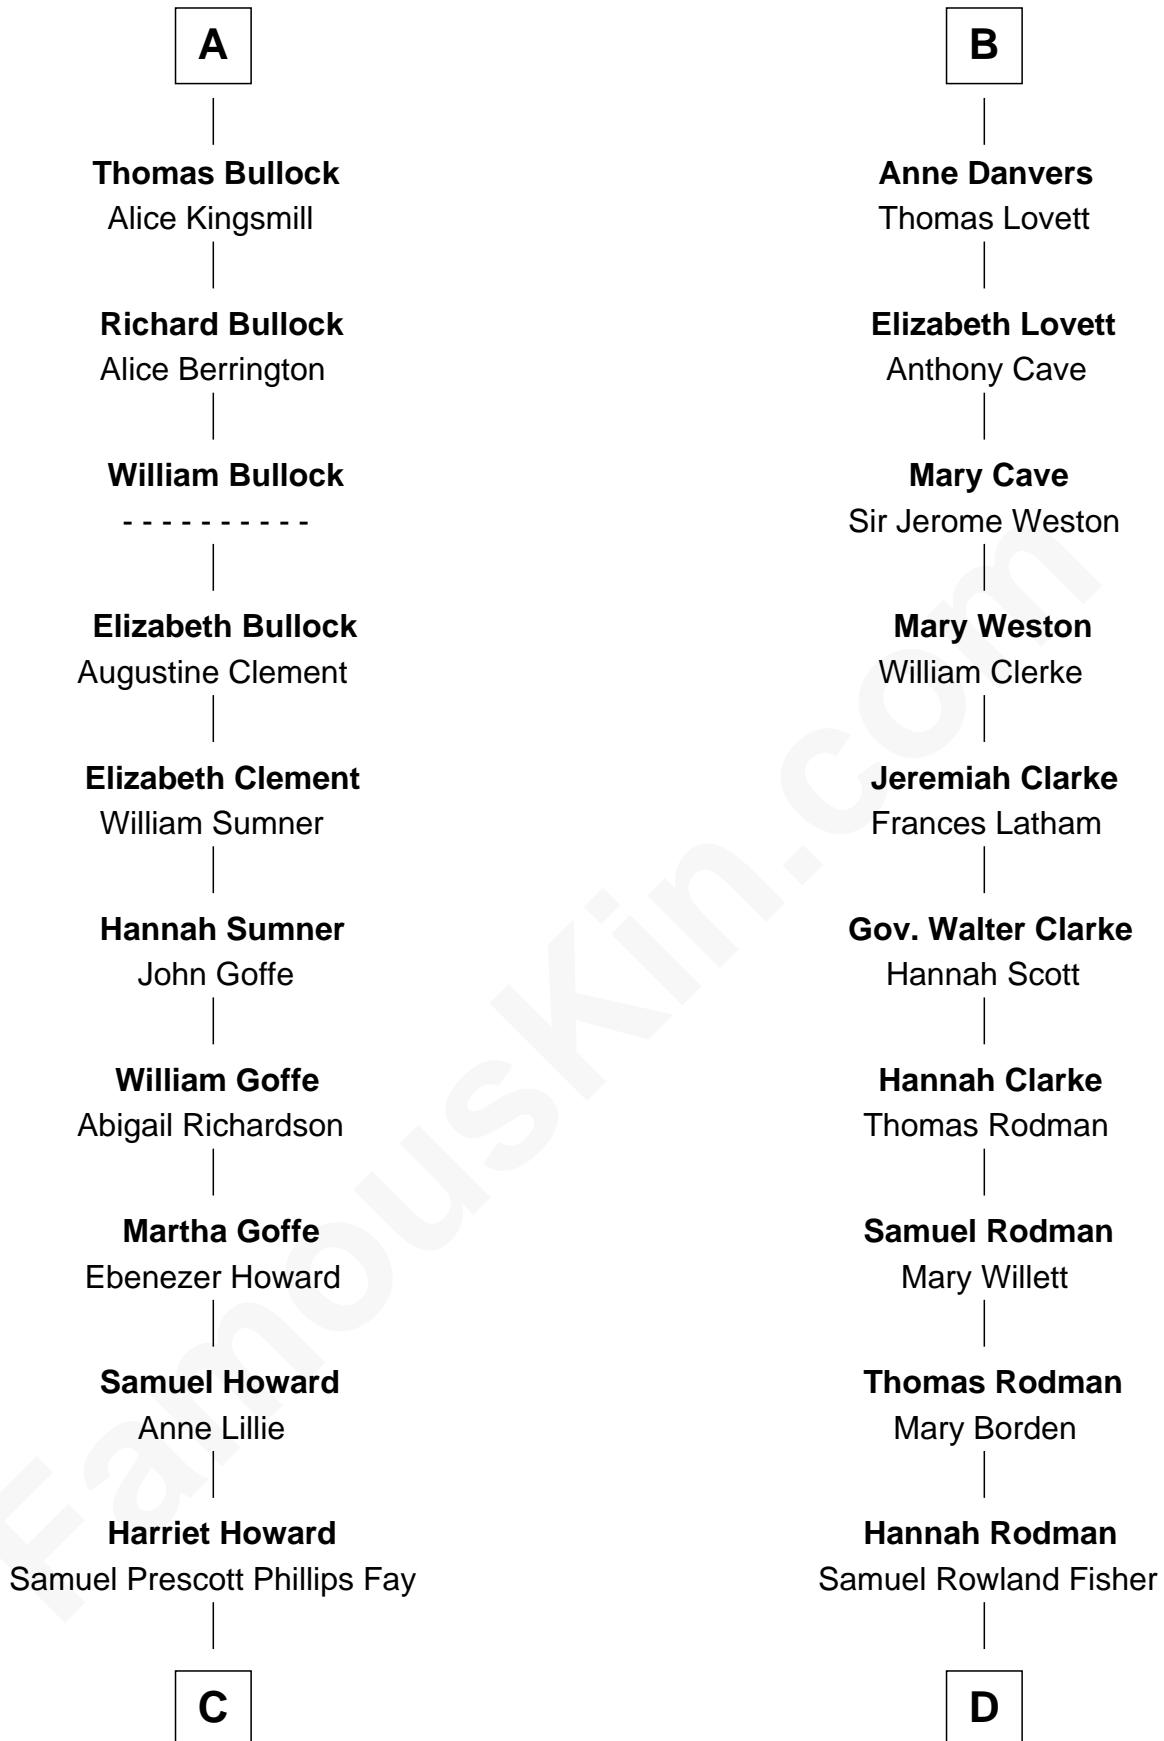 A
Thomas Bullock
Alice Kingsmill
Richard Bullock
Alice Berrington
William Bullock
- - - - - - - - - -
Elizabeth Bullock
Augustine Clement
Elizabeth Clement
William Sumner
Hannah Sumner
John Goffe
William Goffe
Abigail Richardson
Martha Goffe
Ebenezer Howard
Samuel Howard
Anne Lillie
Harriet Howard
Samuel Prescott Phillips Fay
C
B
Anne Danvers
Thomas Lovett
Elizabeth Lovett
Anthony Cave
Mary Cave
Sir Jerome Weston
Mary Weston
William Clerke
Jeremiah Clarke
Frances Latham
Gov. Walter Clarke
Hannah Scott
Hannah Clarke
Thomas Rodman
Samuel Rodman
Mary Willett
Thomas Rodman
Mary Borden
Hannah Rodman
Samuel Rowland Fisher
D
FamousKin.com